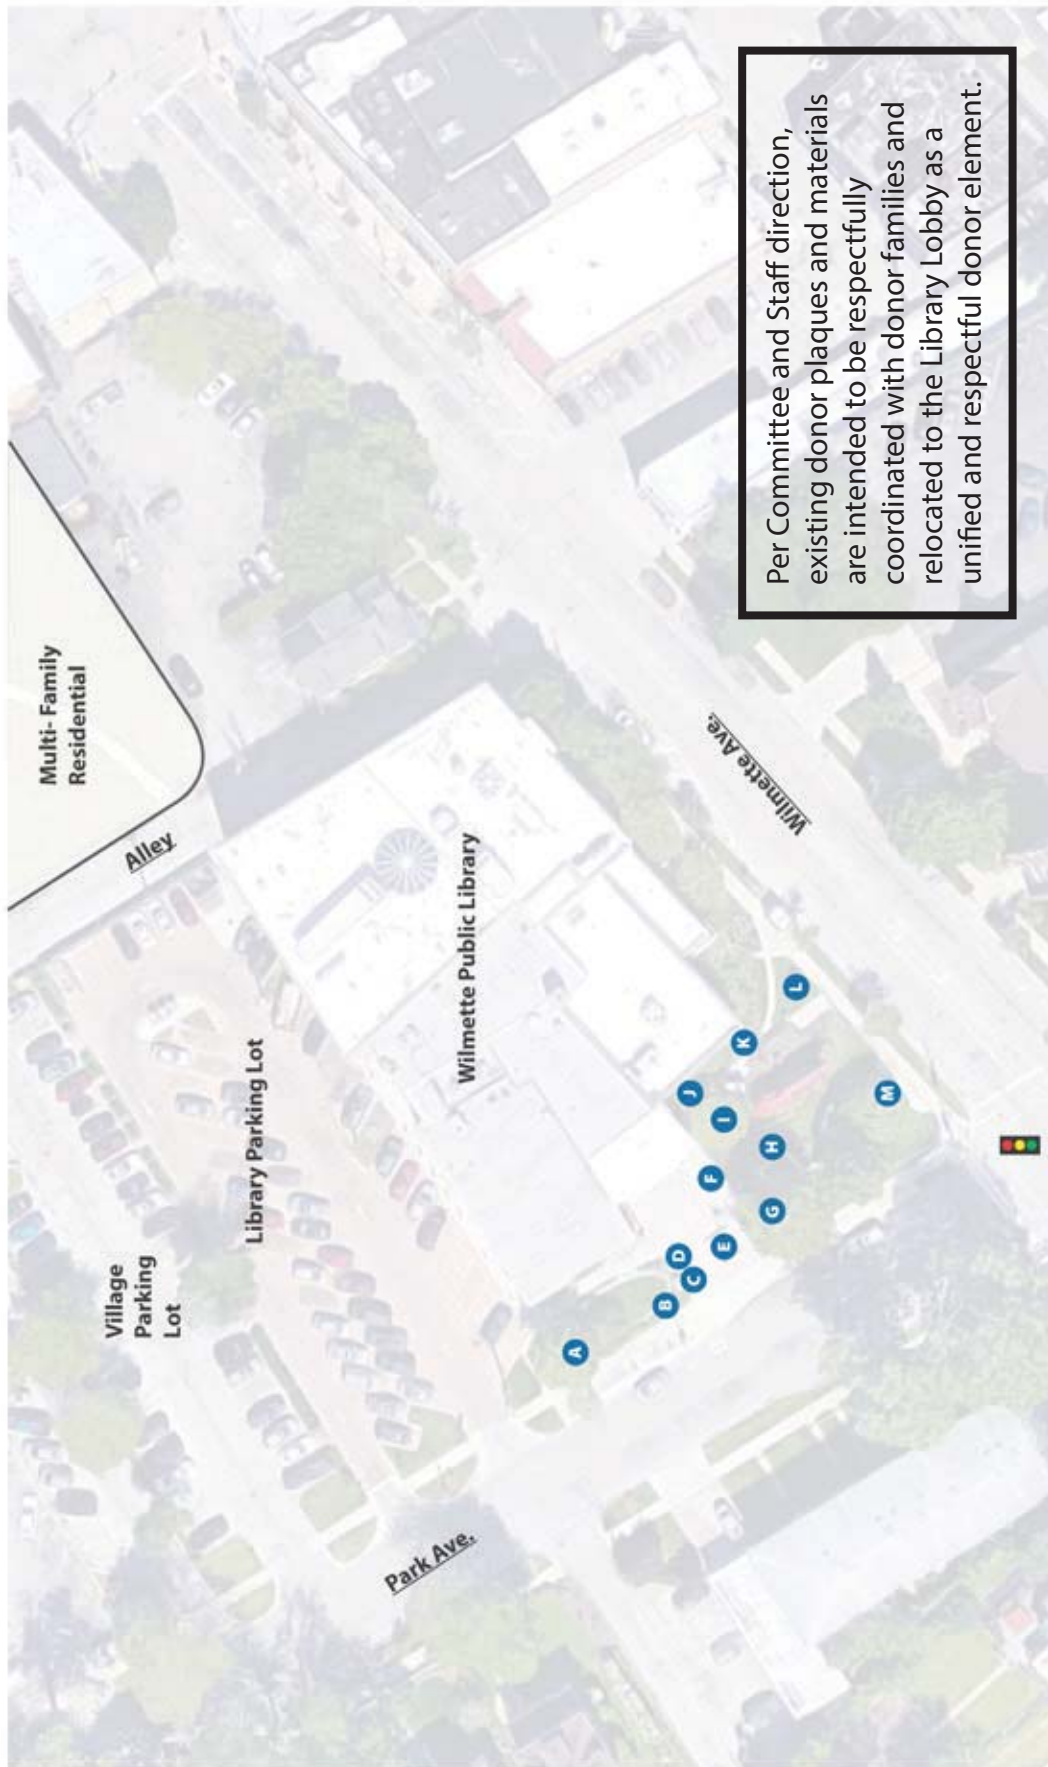 Village
Parking
Lot
Library Parking Lot
Multi- Family
Residential
Alley
Park Ave.
Wilmette Public Library
Wilmette Ave.
A
B
C
D
E
F
G
H
I
J
K
L
M
Per Committee and Staff direction,
existing donor plaques and materials
are intended to be respectfully
coordinated with donor families and
relocated to the Library Lobby as a
unified and respectful donor element.